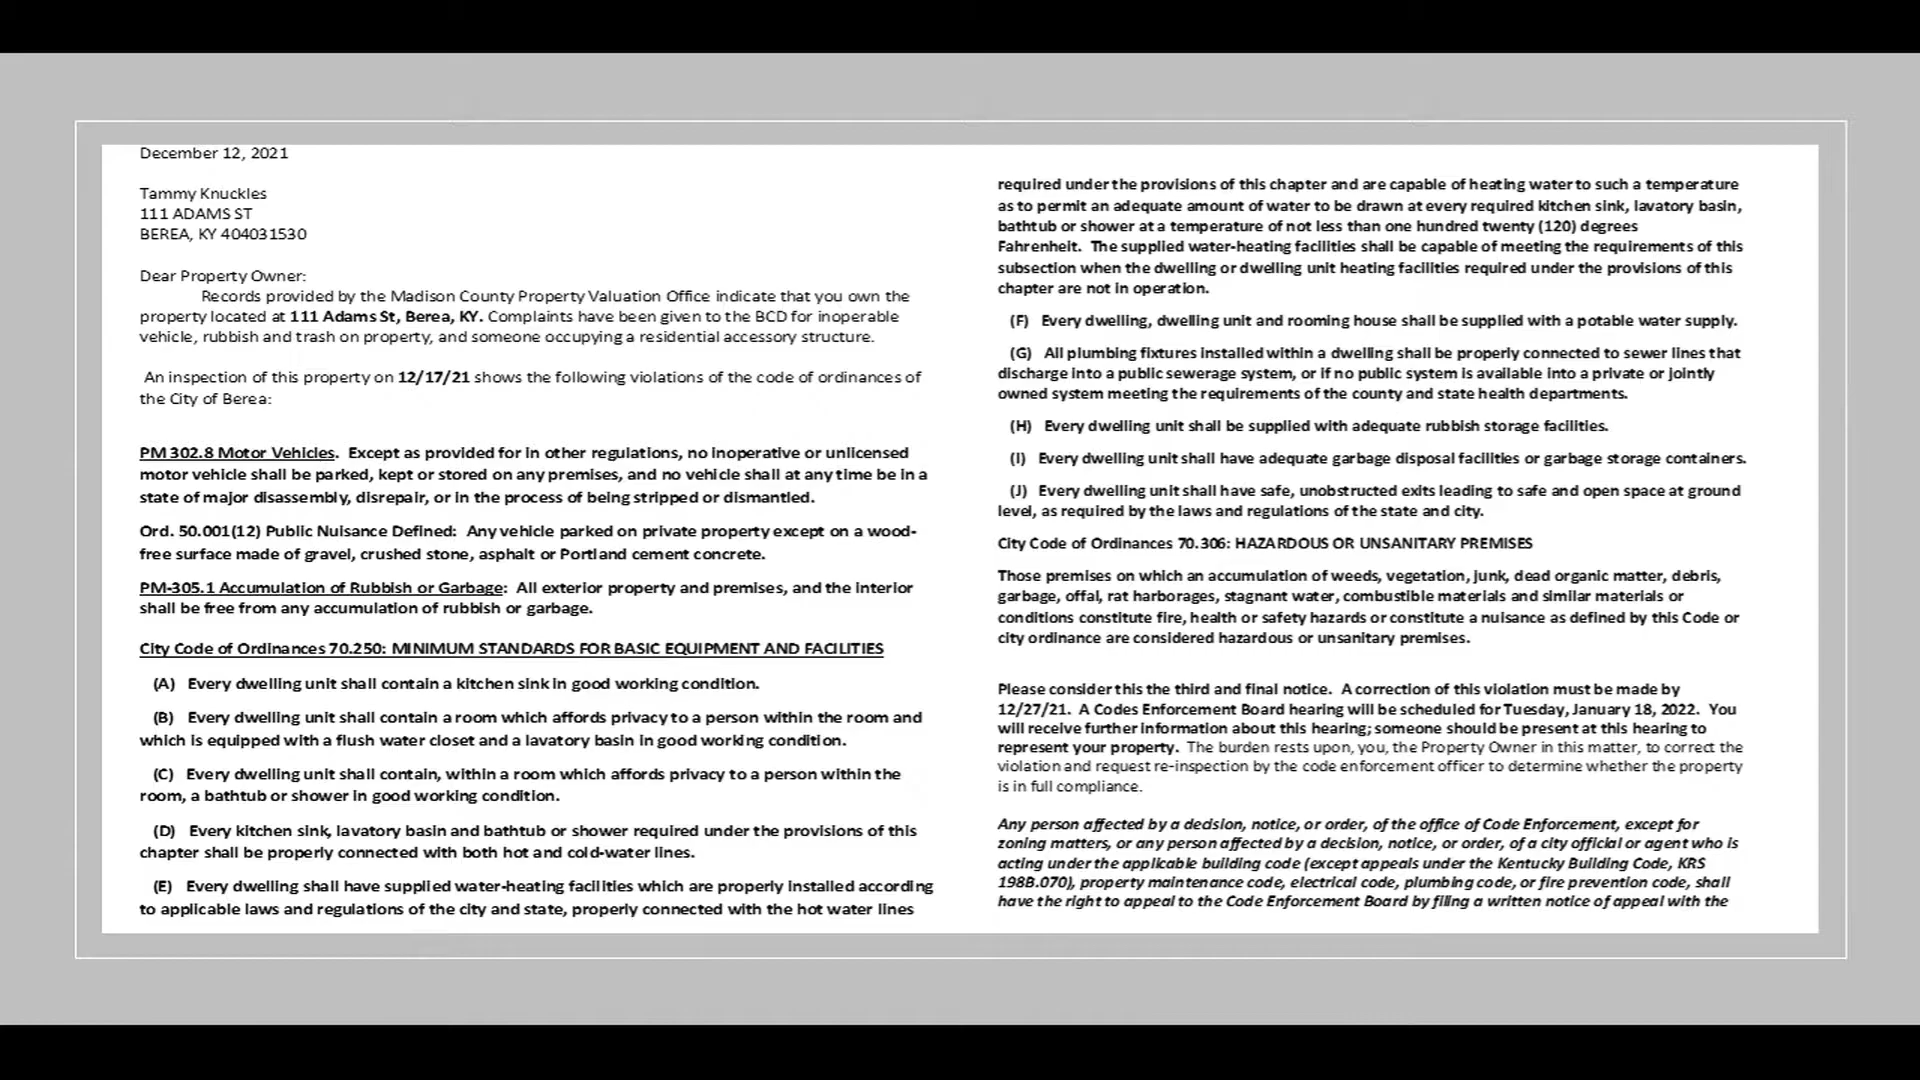 December 12, 2021
Tammy Knuckles
111 ADAMS ST
BEREA, KY 404031530
Dear Property Owner:
Records provided by the Madison County Property Valuation Office indicate that you own the
property located at 111 Adams St, Berea, KY. Complaints have been given to the BCD for inoperable
vehicle, rubbish and trash on property, and someone occupying a residential accessory structure.
An inspection of this property on 12/17/21 shows the following violations of the code of ordinances of
the City of Berea:
PM 302.8 Motor Vehicles. Except as provided for in other regulations, no inoperative or unlicensed
motor vehicle shall be parked, kept or stored on any premises, and no vehicle shall at any time be in a
state of major disassembly, disrepair, or in the process of being stripped or dismantled.
Ord. 50.001(12) Public Nuisance Defined: Any vehicle parked on private property except on a wood-
free surface made of gravel, crushed stone, asphalt or Portland cement concrete.
PM-305.1 Accumulation of Rubbish or Garbage: All exterior property and premises, and the interior
shall be free from any accumulation of rubbish or garbage.
City Code of Ordinances 70.250: MINIMUM STANDARDS FOR BASIC EQUIPMENT AND FACILITIES
(A) Every dwelling unit shall contain a kitchen sink in good working condition.
(B) Every dwelling unit shall contain a room which affords privacy to a person within the room and
which is equipped with a flush water closet and a lavatory basin in good working condition.
(C) Every dwelling unit shall contain, within a room which affords privacy to a person within the
room, a bathtub or shower in good working condition.
(D) Every kitchen sink, lavatory basin and bathtub or shower required under the provisions of this
chapter shall be properly connected with both hot and cold-water lines.
(E) Every dwelling shall have supplied water-heating facilities which are properly installed according
to applicable laws and regulations of the city and state, properly connected with the hot water lines
required under the provisions of this chapter and are capable of heating water to such a temperature
as to permit an adequate amount of water to be drawn at every required kitchen sink, lavatory basin,
bathtub or shower at a temperature of not less than one hundred twenty (120) degrees
Fahrenheit. The supplied water-heating facilities shall be capable of meeting the requirements of this
subsection when the dwelling or dwelling unit heating facilities required under the provisions of this
chapter are not in operation.
(F) Every dwelling, dwelling unit and rooming house shall be supplied with a potable water supply.
(G) All plumbing fixtures installed within a dwelling shall be properly connected to sewer lines that
discharge into a public sewerage system, or if no public system is available into a private or jointly
owned system meeting the requirements of the county and state health departments.
(H) Every dwelling unit shall be supplied with adequate rubbish storage facilities.
(I) Every dwelling unit shall have adequate garbage disposal facilities or garbage storage containers.
(J) Every dwelling unit shall have safe, unobstructed exits leading to safe and open space at ground
level, as required by the laws and regulations of the state and city.
City Code of Ordinances 70.306: HAZARDOUS OR UNSANITARY PREMISES
Those premises on which an accumulation of weeds, vegetation, junk, dead organic matter, debris,
garbage, offal, rat harborages, stagnant water, combustible materials and similar materials or
conditions constitute fire, health or safety hazards or constitute a nuisance as defined by this Code or
city ordinance are considered hazardous or unsanitary premises.
Please consider this the third and final notice. A correction of this violation must be made by
12/27/21. A Codes Enforcement Board hearing will be scheduled for Tuesday, January 18, 2022. You
will receive further information about this hearing; someone should be present at this hearing to
represent your property. The burden rests upon, you, the Property Owner in this matter, to correct the
violation and request re-inspection by the code enforcement officer to determine whether the property
is in full compliance.
Any person affected by a decision, notice, or order, of the office of Code Enforcement, except for
zoning matters, or any person affected by a decision, notice, or order, of a city official or agent who is
acting under the applicable building code (except appeals under the Kentucky Building Code, KRS
198B.070), property maintenance code, electrical code, plumbing code, or fire prevention code, shall
have the right to appeal to the Code Enforcement Board by filing a written notice of appeal with the